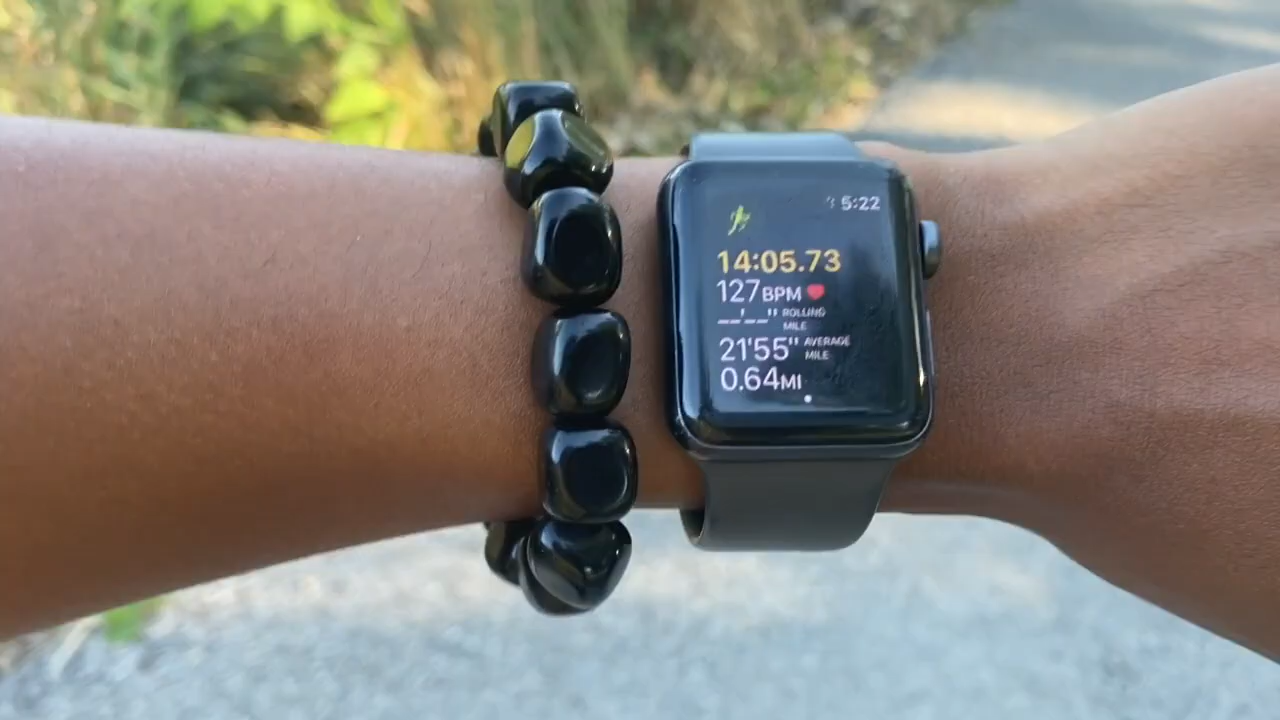 5:22
14:05.73
127BPM
--'--" ROLLING
MILE
21'55" AVERAGE
MILE
0.64MI